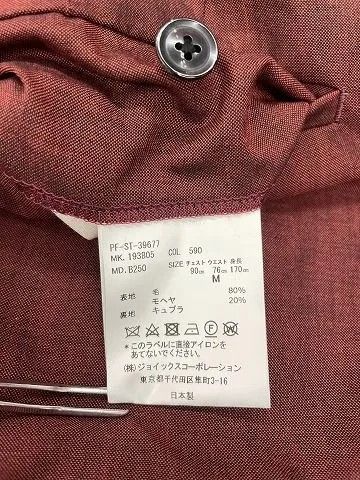 PF-ST-39677
MK. 193805 COL 590
MD. B250 SIZE チェスト ウエスト 身長
90㎝ 76㎝ 170㎝
M
表地 毛 80%
モヘヤ 20%
裏地 キュプラ
*このラベルに直接アイロンを
あてないでください。
(株)ジョイックスコーポレーション
東京都千代田区隼町3-16
日本製